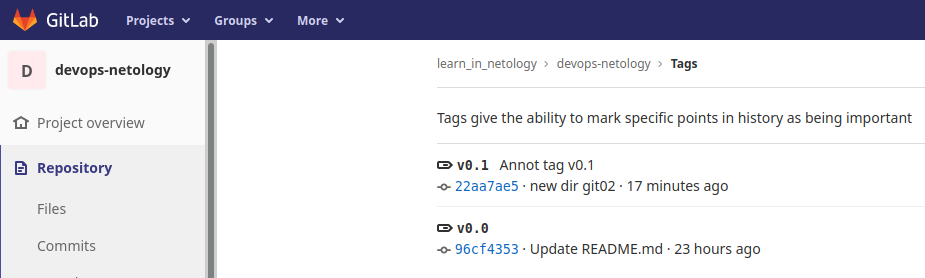 GitLab Projects Groups More
D devops-netology
Project overview
Repository
Files
Commits
learn_in_netology › devops-netology › Tags
Tags give the ability to mark specific points in history as being important
v0.1 Annot tag v0.1
22aa7ae5 · new dir git02 · 17 minutes ago
v0.0
96cf4353 · Update README.md · 23 hours ago